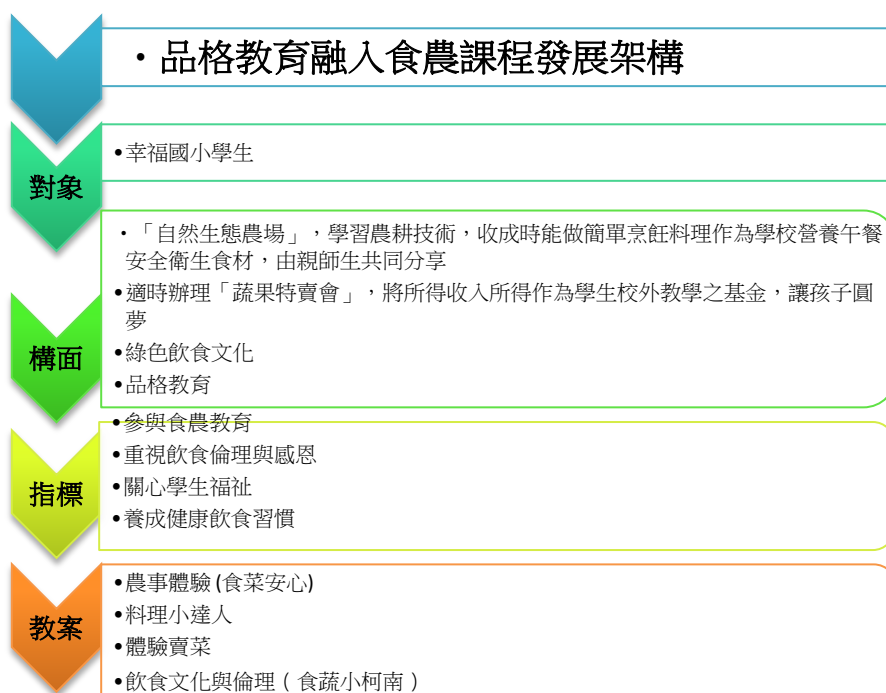 ・品格教育融入食農課程發展架構
對象
•幸福國小學生
構面
・「自然生態農場」，學習農耕技術，收成時能做簡單烹飪料理作為學校營養午餐
安全衛生食材，由親師生共同分享
•適時辦理「蔬果特賣會」，將所得收入所得作為學生校外教學之基金，讓孩子圓
夢
•綠色飲食文化
•品格教育
指標
•參與食農教育
•重視飲食倫理與感恩
•關心學生福祉
•養成健康飲食習慣
教案
•農事體驗(食菜安心)
•料理小達人
•體驗賣菜
•飲食文化與倫理（食蔬小柯南）